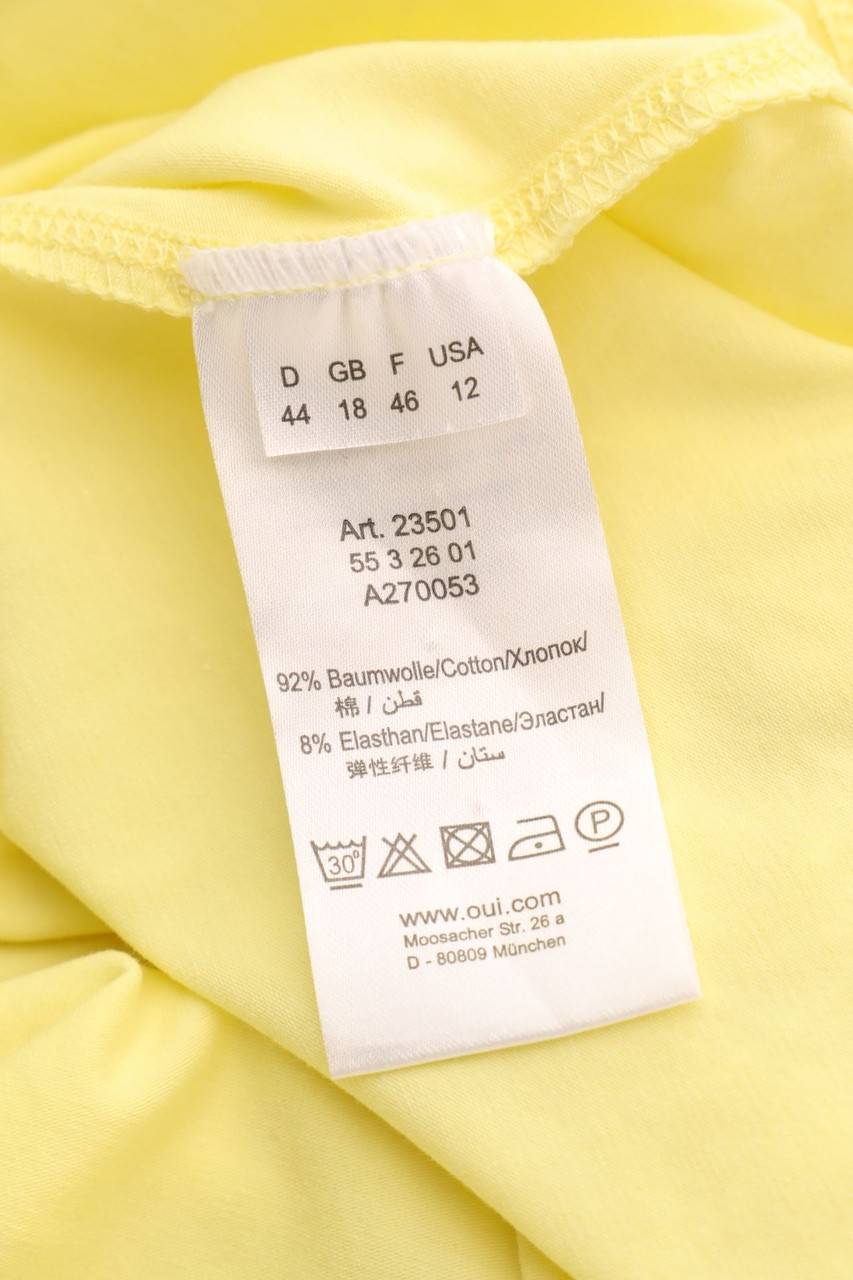 D GB F USA
44 18 46 12
Art. 23501
55 3 26 01
A270053
92% Baumwolle/Cotton/Хлопок/
棉 / قطن
8% Elasthan/Elastane/Эластан/
弹性纤维 / ستان
30°
P
www.oui.com
Moosacher Str. 26 a
D - 80809 München